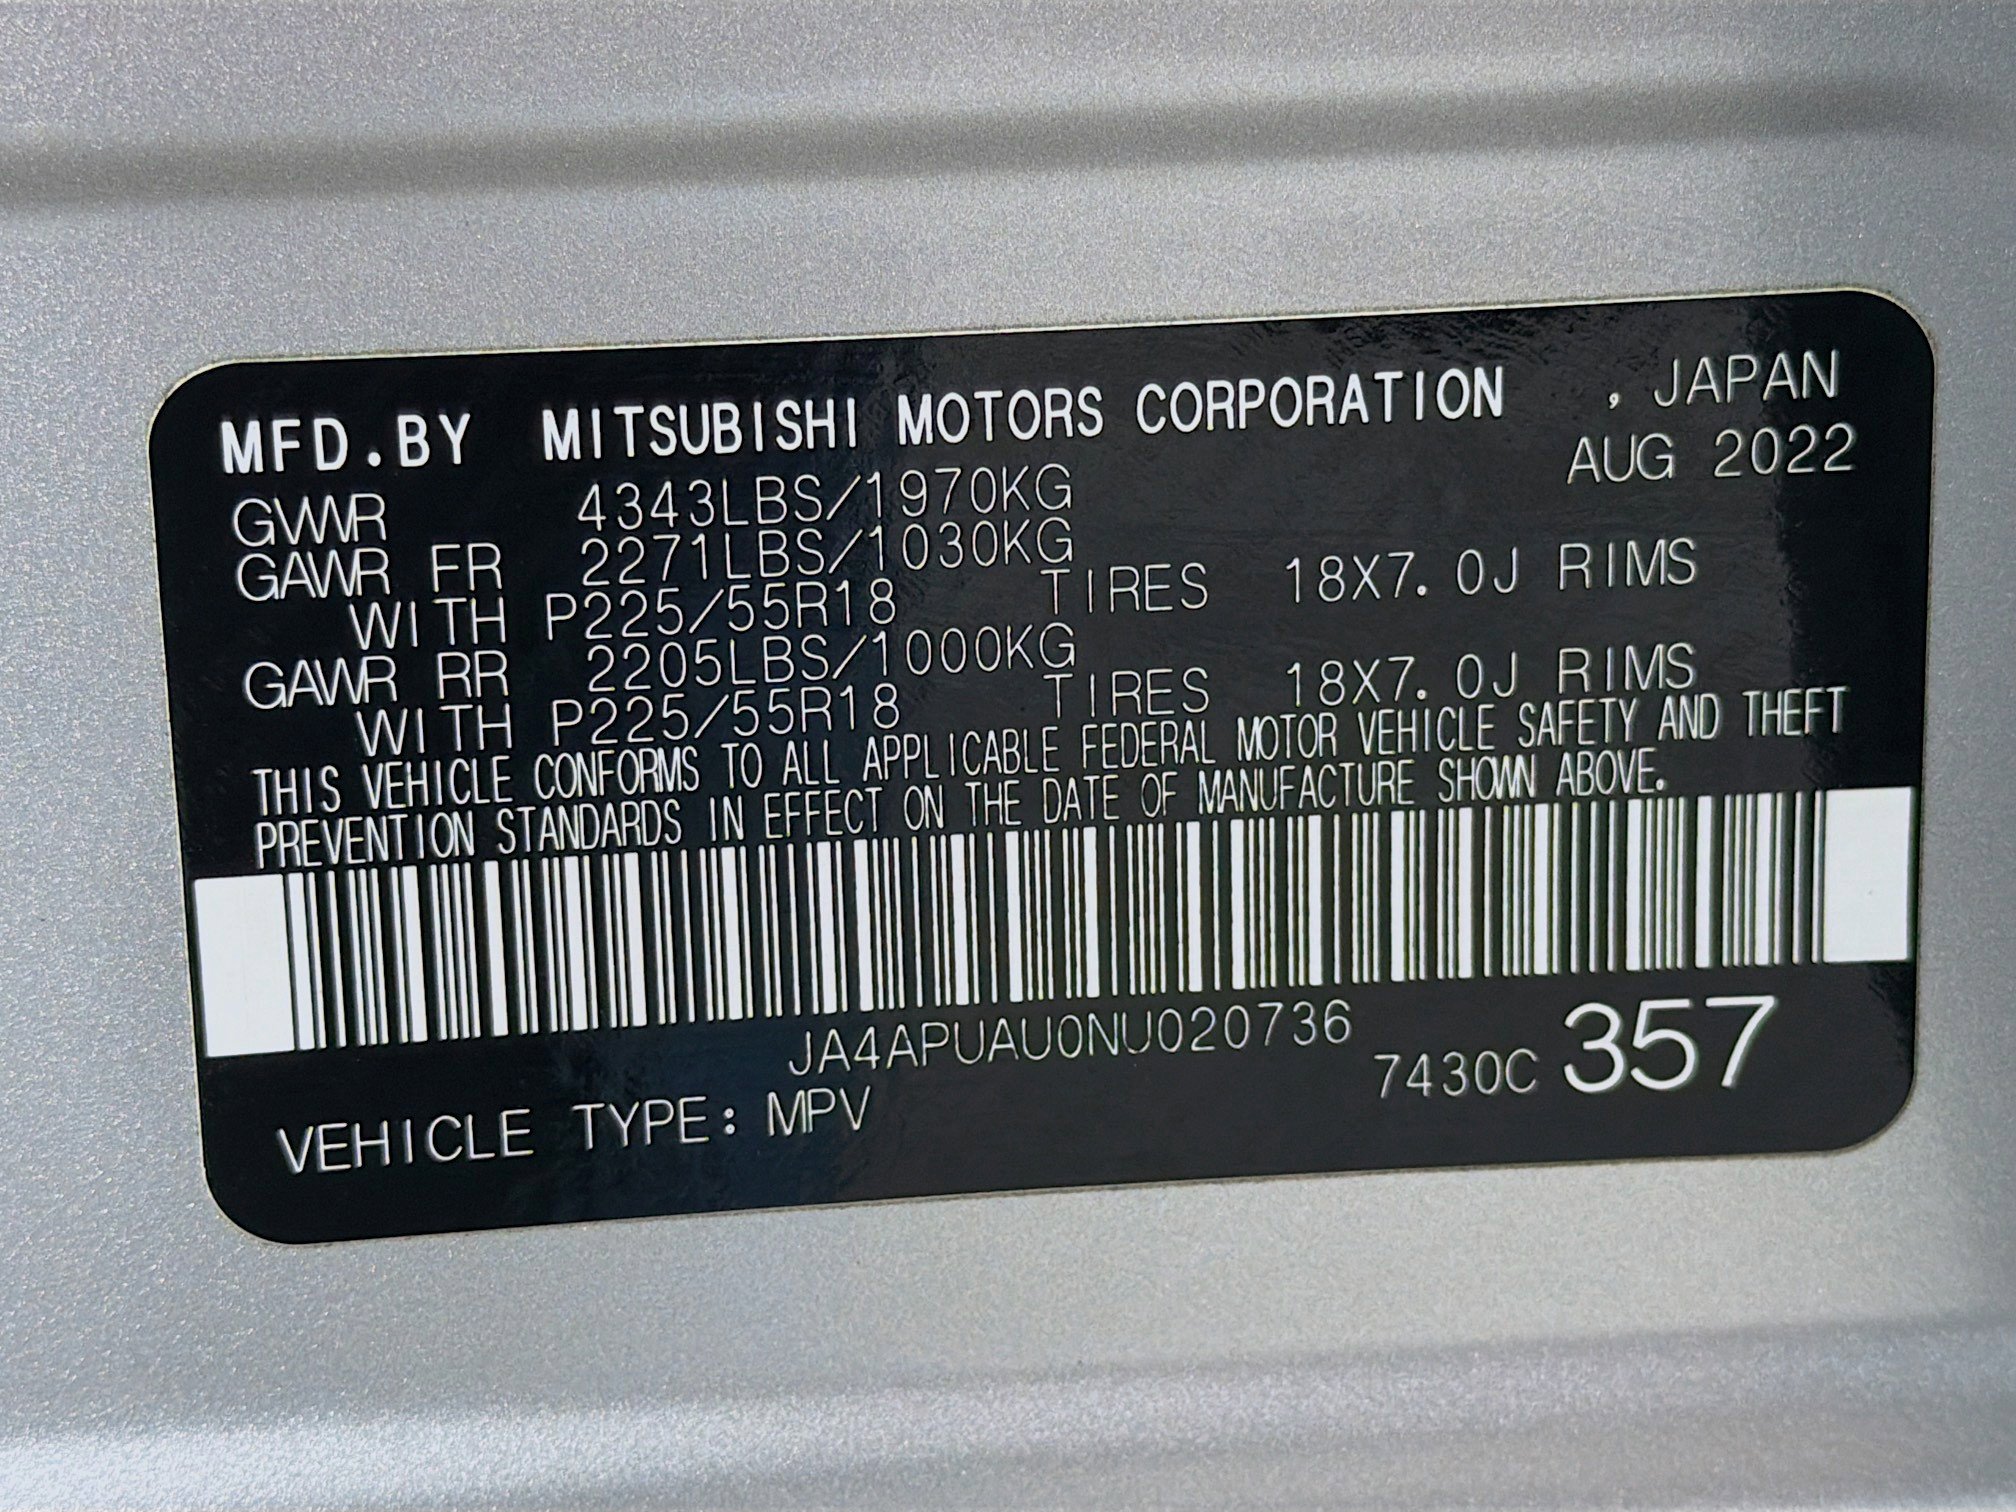 MFD.BY MITSUBISHI MOTORS CORPORATION , JAPAN
AUG 2022
GVWR 4343LBS/1970KG
GAWR FR 2271LBS/1030KG
WITH P225/55R18 TIRES 18X7.0J RIMS
GAWR RR 2205LBS/1000KG
WITH P225/55R18 TIRES 18X7.0J RIMS
THIS VEHICLE CONFORMS TO ALL APPLICABLE FEDERAL MOTOR VEHICLE SAFETY AND THEFT
PREVENTION STANDARDS IN EFFECT ON THE DATE OF MANUFACTURE SHOWN ABOVE.
JA4APUAU0NU020736
7430C 357
VEHICLE TYPE: MPV